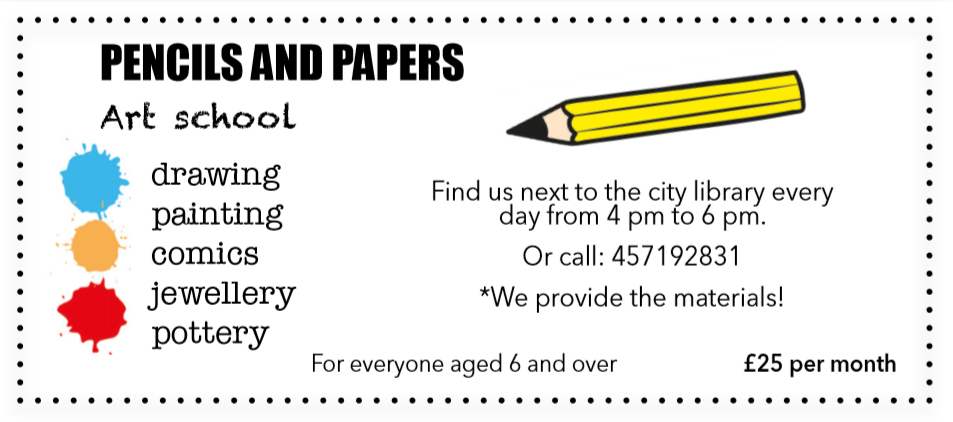 PENCILS AND PAPERS
Art school
drawing
painting
comics
jewellery
pottery
Find us next to the city library every
day from 4 pm to 6 pm.
Or call: 457192831
*We provide the materials!
For everyone aged 6 and over
£25 per month